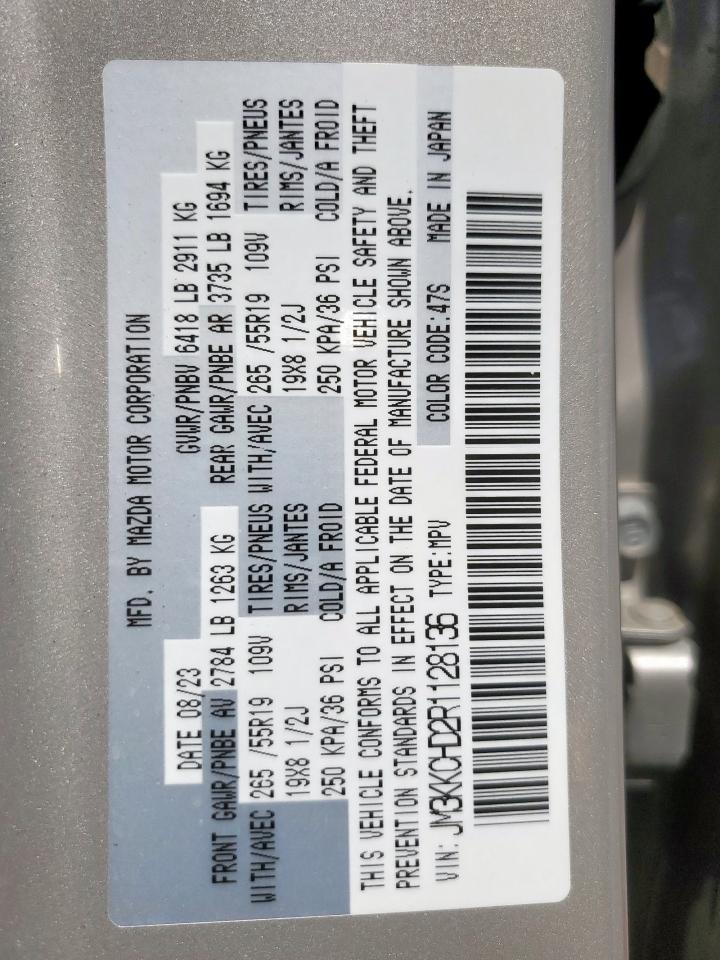 MFD. BY MAZDA MOTOR CORPORATION
DATE 08/23 GVWR/PNBV 6418 LB 2911 KG
FRONT GAWR/PNBE AV 2784 LB 1263 KG REAR GAWR/PNBE AR 3735 LB 1694 KG
WITH/AVEC 265 /55R19 109V TIRES/PNEUS WITH/AVEC 265 /55R19 109V TIRES/PNEUS
19X8 1/2J RIMS/JANTES 19X8 1/2J RIMS/JANTES
250 KPA/36 PSI COLD/A FROID 250 KPA/36 PSI COLD/A FROID
THIS VEHICLE CONFORMS TO ALL APPLICABLE FEDERAL MOTOR VEHICLE SAFETY AND THEFT
PREVENTION STANDARDS IN EFFECT ON THE DATE OF MANUFACTURE SHOWN ABOVE.
VIN: JM3KKCHD2R1128136 TYPE:MPV COLOR CODE:47S MADE IN JAPAN